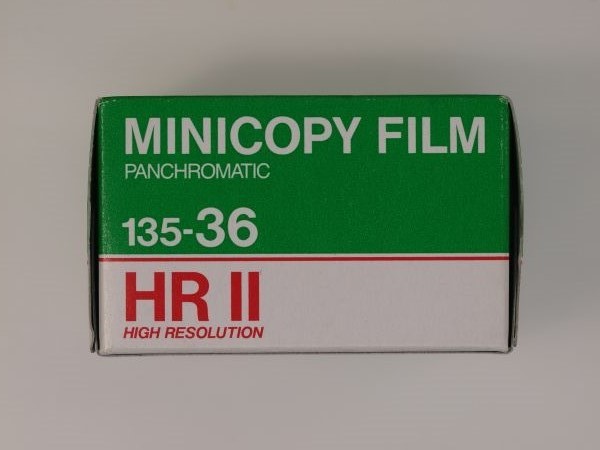 MINICOPY FILM
PANCHROMATIC
135-36
HR II
HIGH RESOLUTION